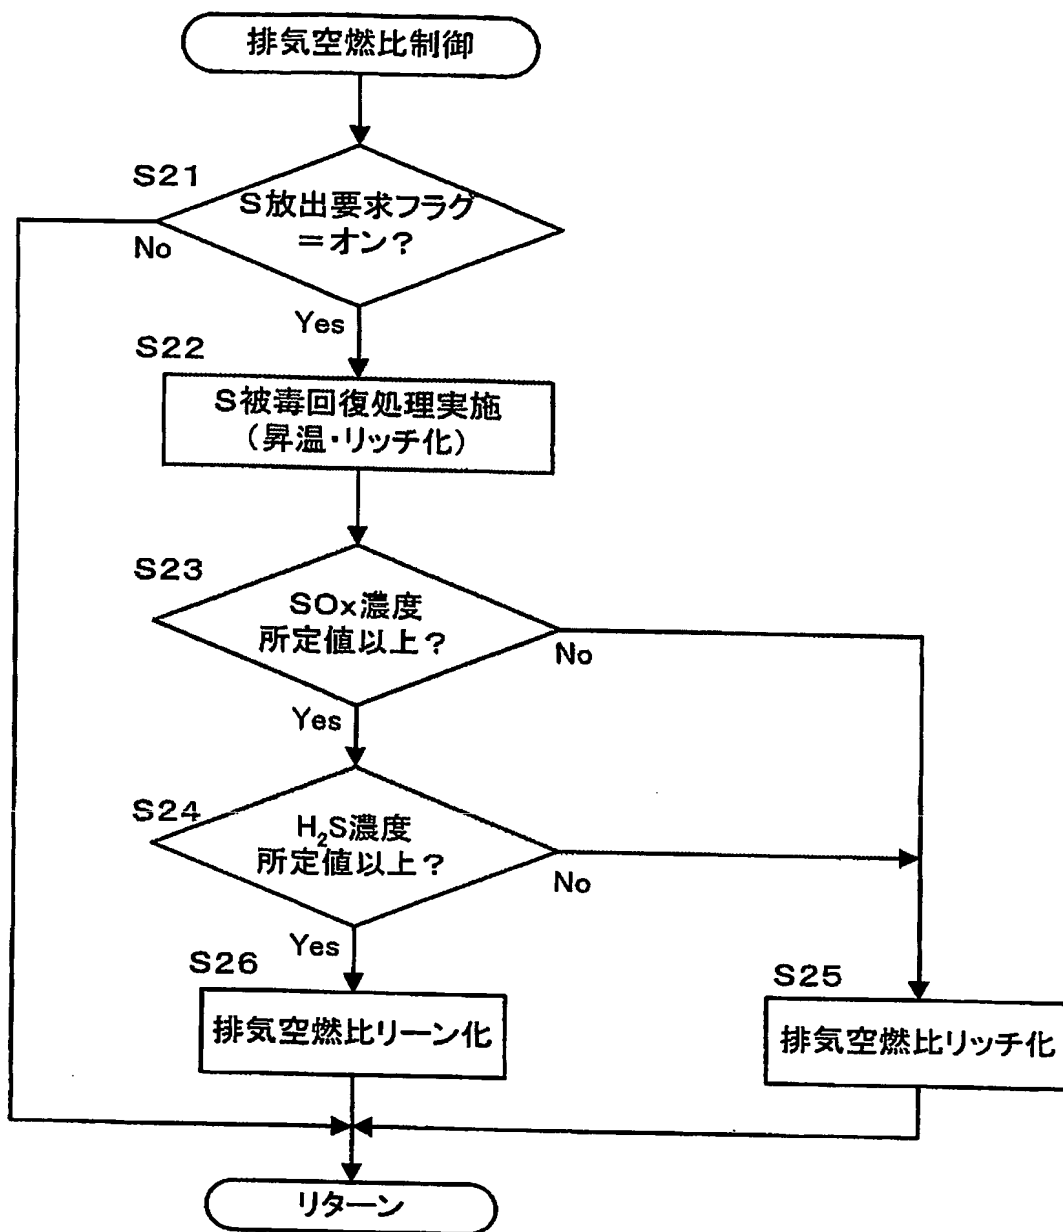 排気空燃比制御
S21
S放出要求フラグ
=オン?
No
Yes
S22
S被毒回復処理実施
(昇温・リッチ化)
S23
SOx濃度
所定値以上?
No
Yes
S24
H₂S濃度
所定値以上?
No
Yes
S26
排気空燃比リーン化
S25
排気空燃比リッチ化
リターン